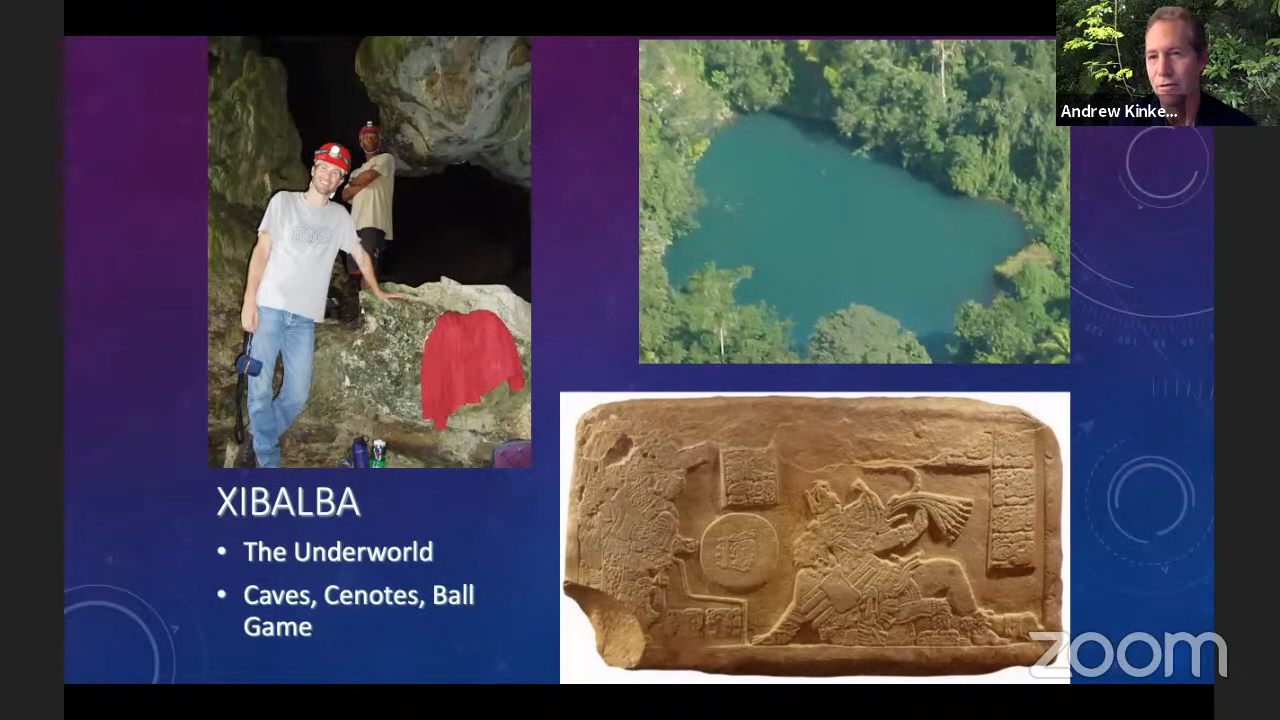 Andrew Kinke...
XIBALBA
• The Underworld
• Caves, Cenotes, Ball
Game
zoom